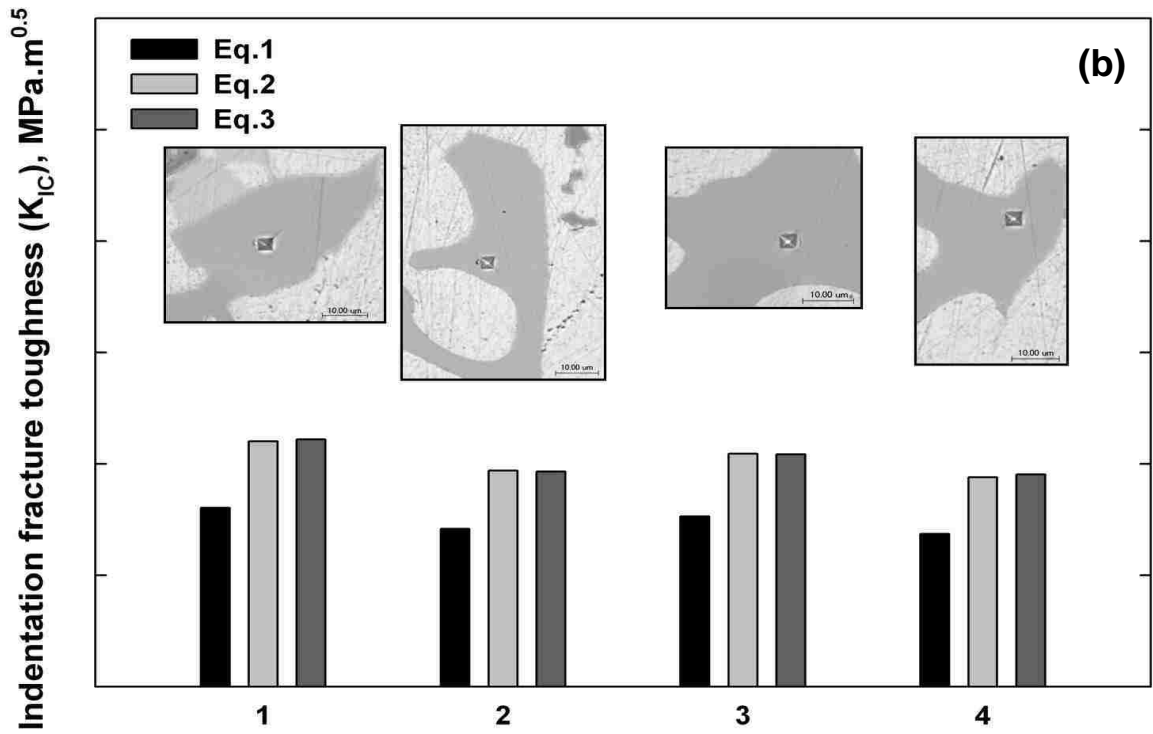 Indentation fracture toughness (K_IC), MPa.m^0.5
Eq.1
Eq.2
Eq.3
(b)
10.00 um
10.00 um
10.00 um
10.00 um
1 2 3 4